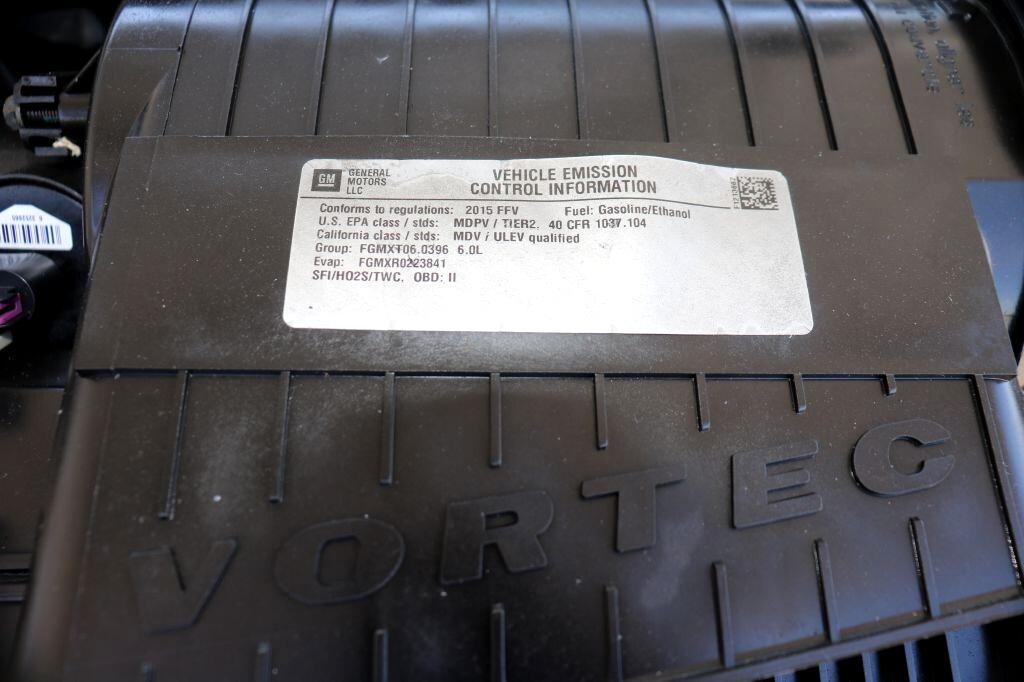 GM GENERAL MOTORS LLC
VEHICLE EMISSION
CONTROL INFORMATION
Conforms to regulations: 2015 FFV Fuel: Gasoline/Ethanol
U.S. EPA class / stds: MDPV / TIER2, 40 CFR 1037.104
California class / stds: MDV / ULEV qualified
Group: FGMXT06.0396 6.0L
Evap: FGMXR0223841
SFI/HO2S/TWC, OBD: II
VORTEC